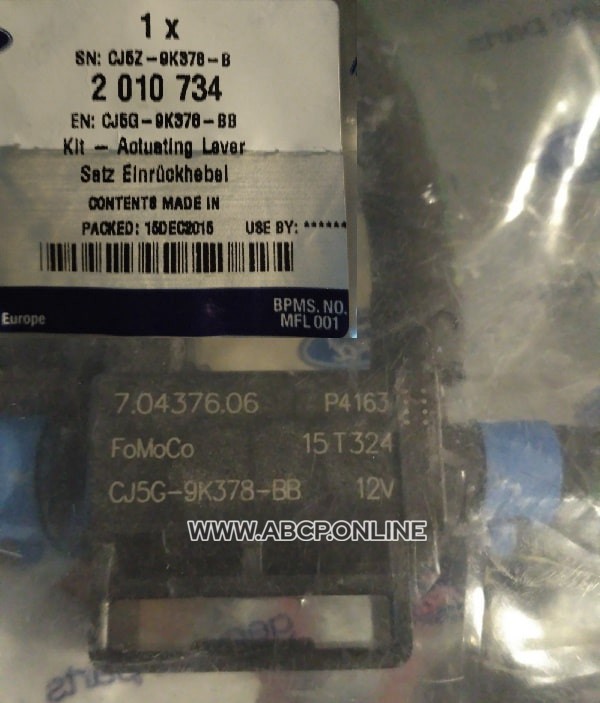 1 x
SN: CJ5Z-9K378-B
2 010 734
EN: CJ5G-9K378-BB
Kit - Actuating Lever
Satz Einrückhebel
CONTENTS MADE IN
PACKED: 15DEC2015 USE BY: ******
Europe
BPMS. NO.
MFL 001
7.04376.06 P4163
FoMoCo 15T324
CJ5G-9K378-BB 12V
WWW.ABCP.ONLINE